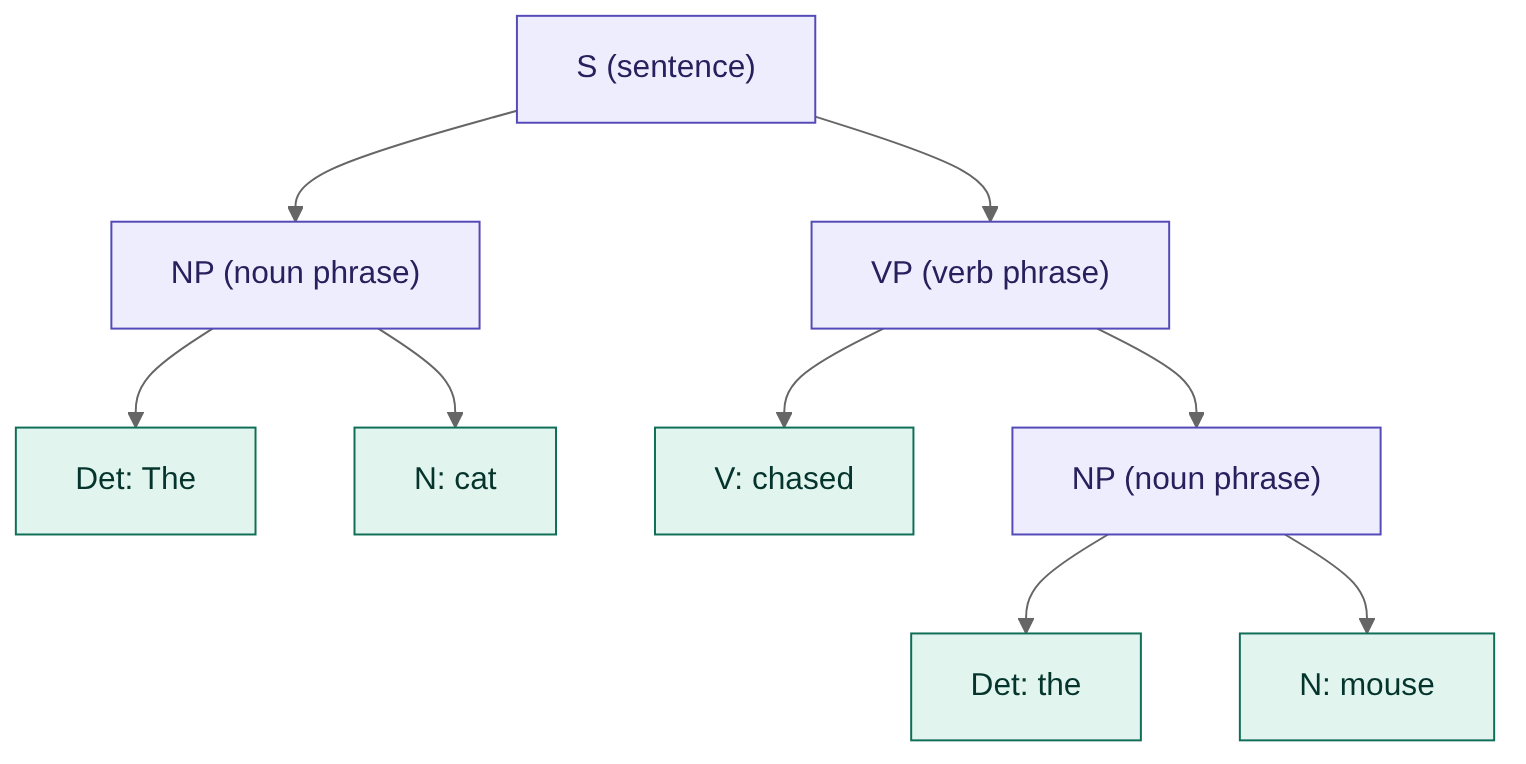 S (sentence)
NP (noun phrase)
VP (verb phrase)
Det: The
N: cat
V: chased
NP (noun phrase)
Det: the
N: mouse